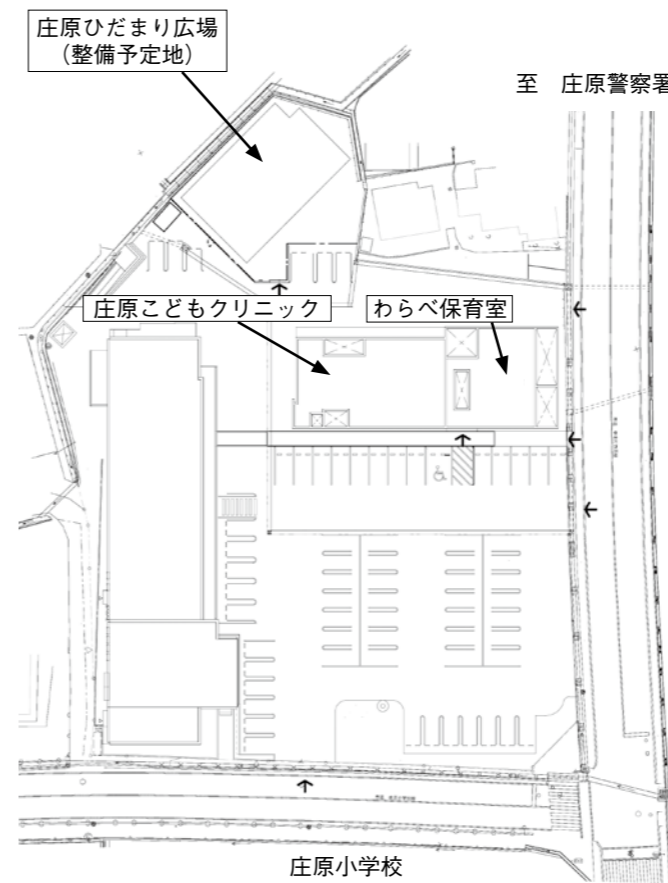 庄原ひだまり広場
（整備予定地）
至　庄原警察署
庄原こどもクリニック
わらべ保育室
庄原小学校